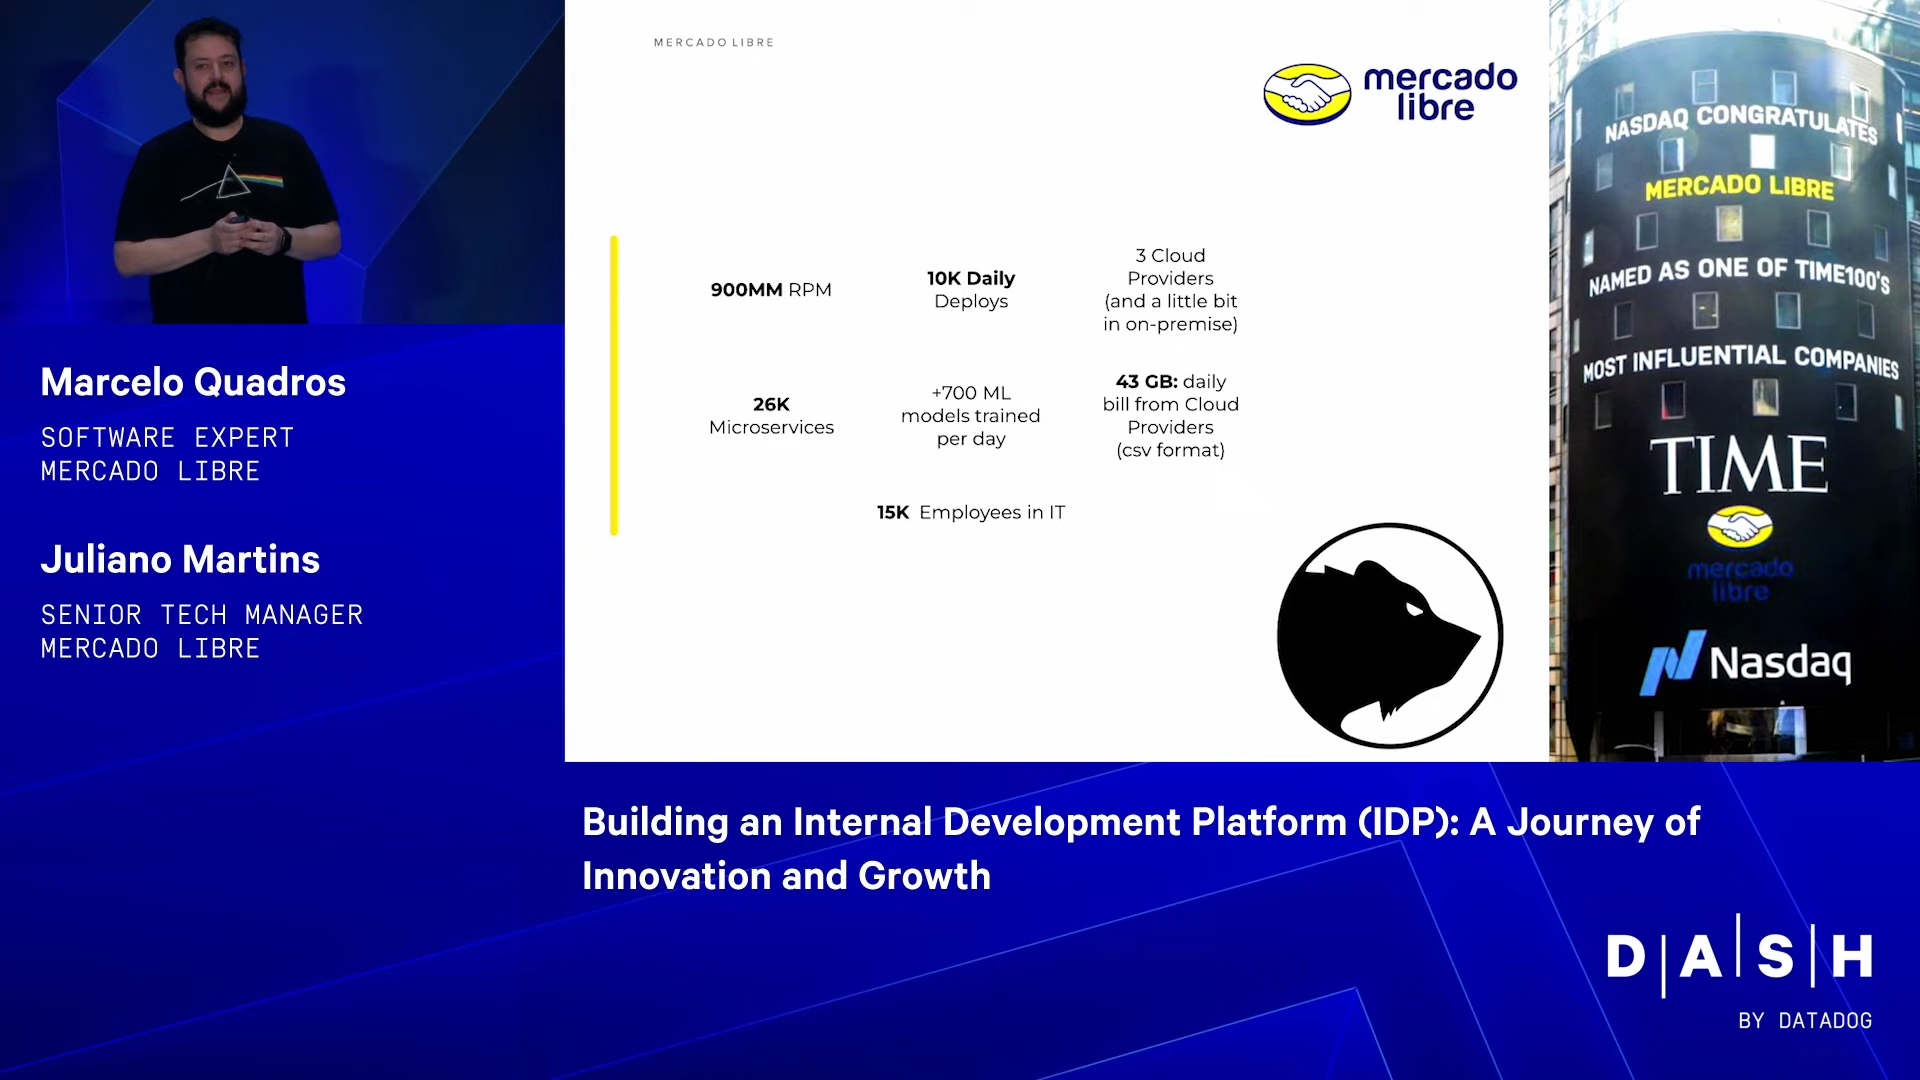 Marcelo Quadros
SOFTWARE EXPERT
MERCADO LIBRE
Juliano Martins
SENIOR TECH MANAGER
MERCADO LIBRE
MERCADO LIBRE
mercado
libre
900MM RPM
10K Daily
Deploys
3 Cloud
Providers
(and a little bit
in on-premise)
26K
Microservices
+700 ML
models trained
per day
43 GB: daily
bill from Cloud
Providers
(csv format)
15K Employees in IT
NASDAQ CONGRATULATES
MERCADO LIBRE
NAMED AS ONE OF TIME100'S
MOST INFLUENTIAL COMPANIES
TIME
mercado
libre
Nasdaq
Building an Internal Development Platform (IDP): A Journey of
Innovation and Growth
D|A|S|H
BY DATADOG